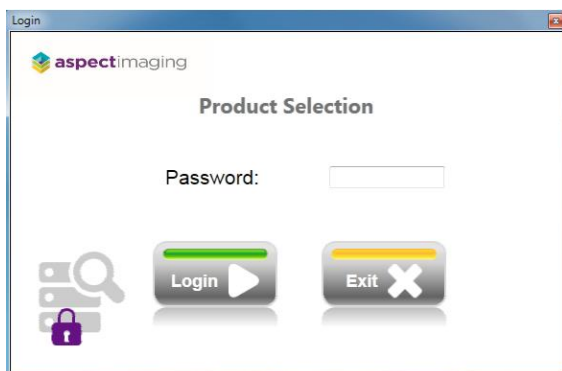 Login
x
aspectimaging
Product Selection
Password:
Login
Exit